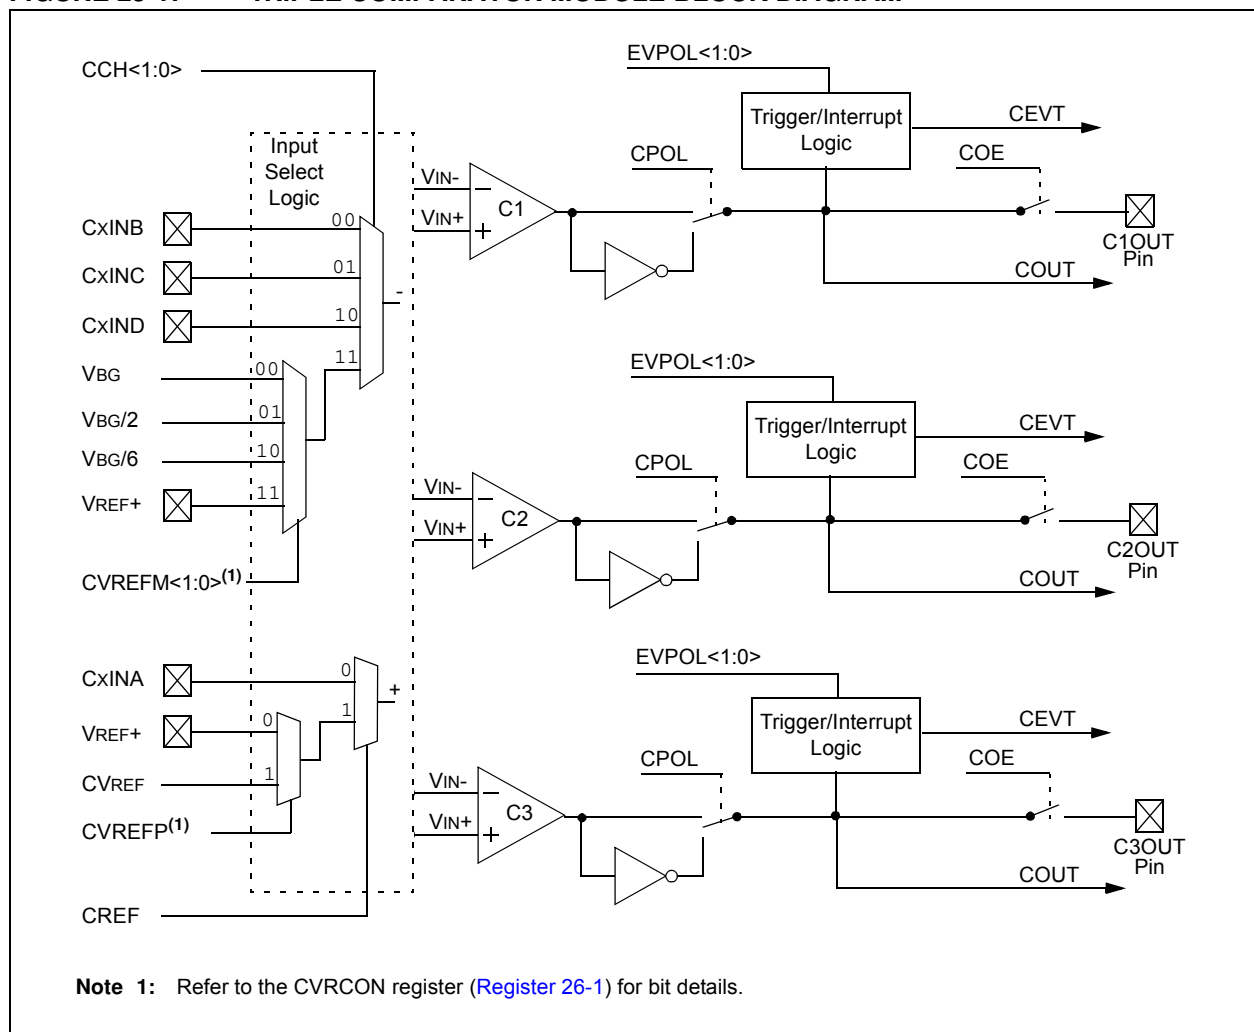 CCH<1:0>
Input
Select
Logic
CxINB
00
CxINC
01
CxIND
10
-
11
VBG
00
VBG/2
01
VBG/6
10
VREF+
11
CVREFM<1:0>(1)
CxINA
0
+
VREF+
0
1
CVREF
1
CVREFP(1)
CREF
EVPOL<1:0>
Trigger/Interrupt
Logic
CEVT
CPOL
COE
VIN-
VIN+
C1
C1OUT
Pin
COUT
EVPOL<1:0>
Trigger/Interrupt
Logic
CEVT
CPOL
COE
VIN-
VIN+
C2
C2OUT
Pin
COUT
EVPOL<1:0>
Trigger/Interrupt
Logic
CEVT
CPOL
COE
VIN-
VIN+
C3
C3OUT
Pin
COUT
Note 1: Refer to the CVRCON register (Register 26-1) for bit details.